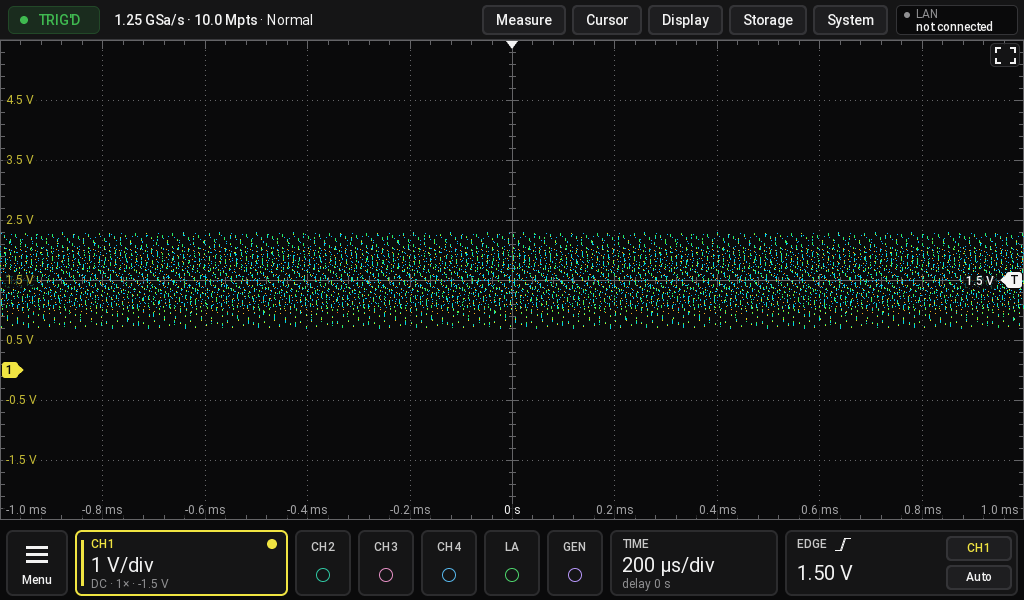 TRIG'D
1.25 GSa/s · 10.0 Mpts · Normal
Measure
Cursor
Display
Storage
System
LAN
not connected
4.5 V
3.5 V
2.5 V
1.5 V
1.5 V
T
0.5 V
1
-0.5 V
-1.5 V
-1.0 ms
-0.8 ms
-0.6 ms
-0.4 ms
-0.2 ms
0 s
0.2 ms
0.4 ms
0.6 ms
0.8 ms
1.0 ms
Menu
CH1
1 V/div
DC · 1× · -1.5 V
CH2
CH3
CH4
LA
GEN
TIME
200 µs/div
delay 0 s
EDGE
1.50 V
CH1
Auto